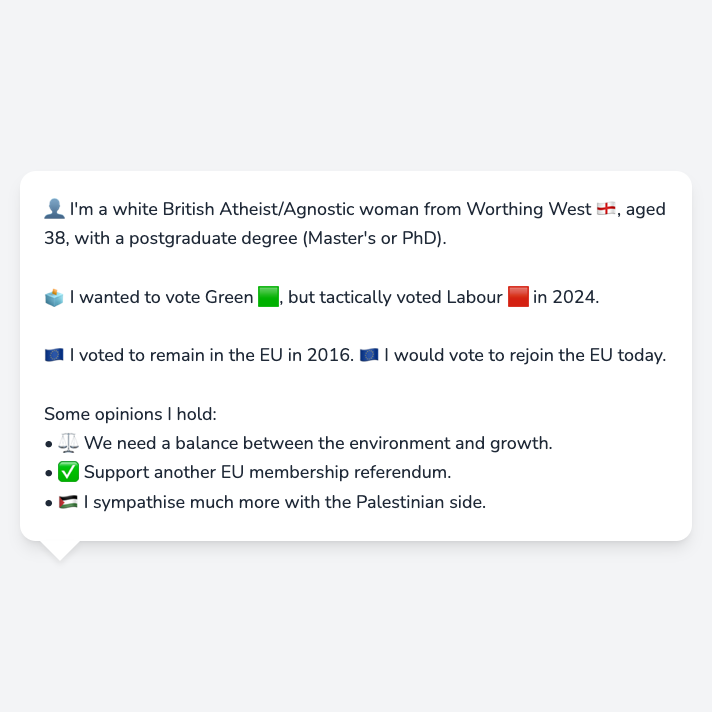 👤 I'm a white British Atheist/Agnostic woman from Worthing West 🏴󠁧󠁢󠁥󠁮󠁧󠁿, aged
38, with a postgraduate degree (Master's or PhD).
🗳️ I wanted to vote Green 🟩, but tactically voted Labour 🟥 in 2024.
🇪🇺 I voted to remain in the EU in 2016. 🇪🇺 I would vote to rejoin the EU today.
Some opinions I hold:
• ⚖️ We need a balance between the environment and growth.
• ✅ Support another EU membership referendum.
• 🇵🇸 I sympathise much more with the Palestinian side.